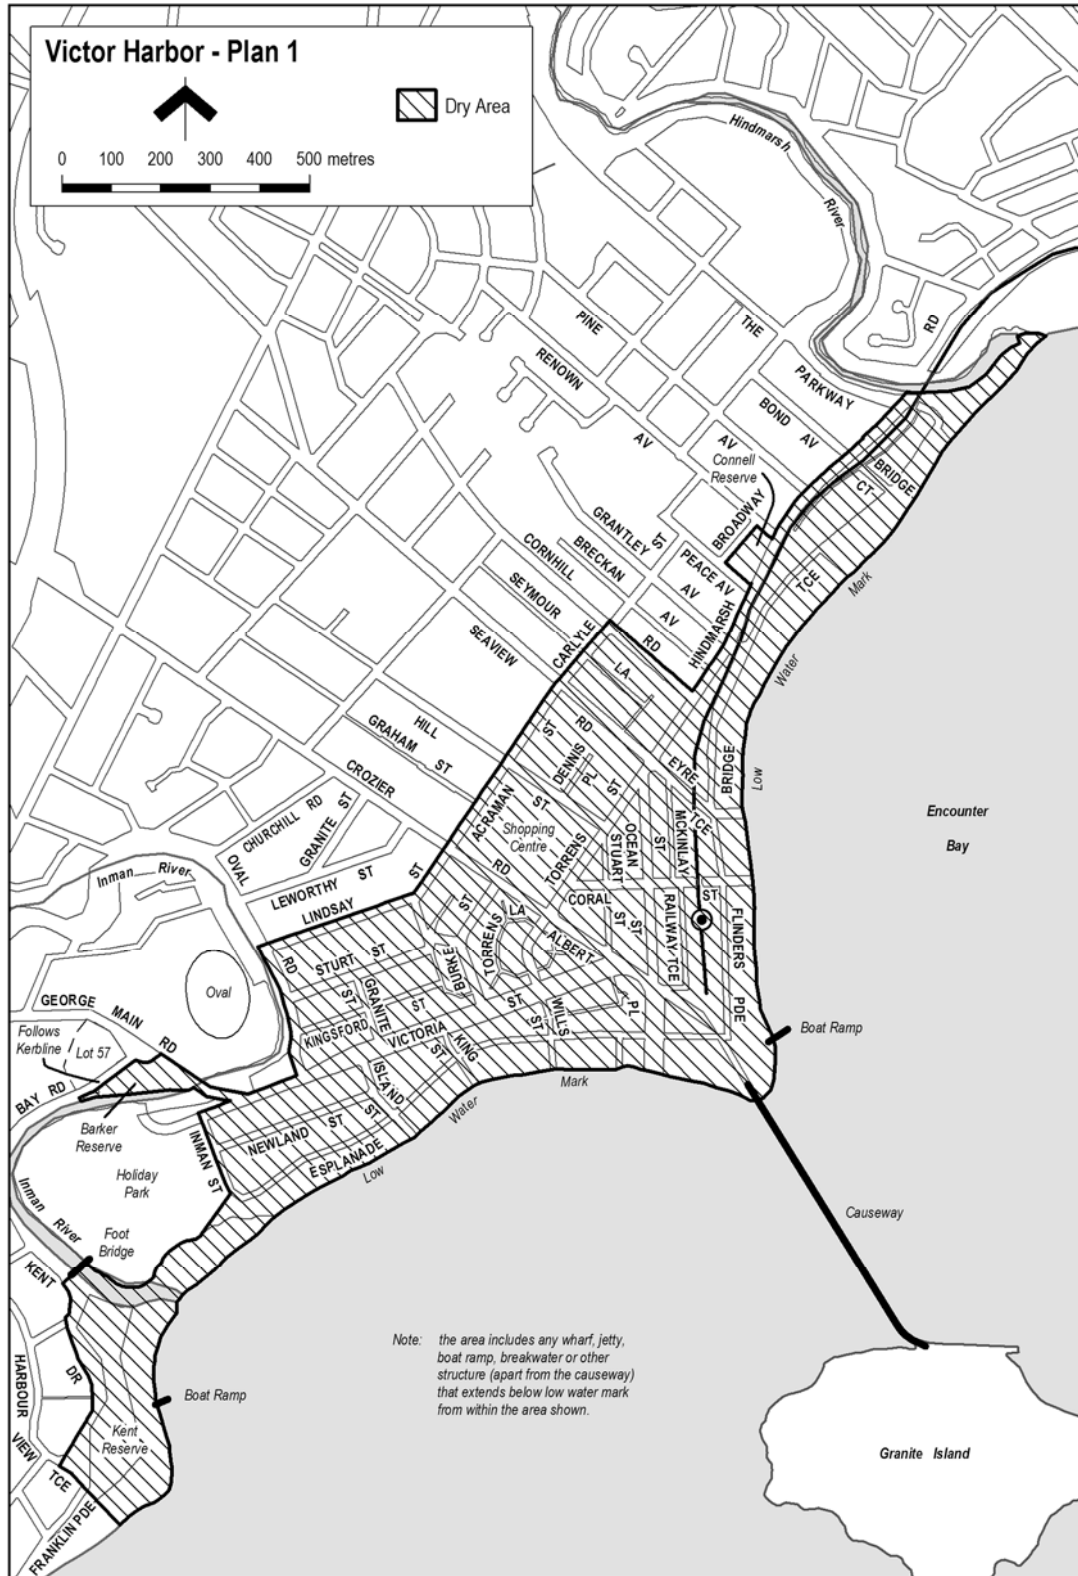 Victor Harbor - Plan 1
Dry Area
0 100 200 300 400 500 metres
Hindmarsh
River
RD
PINE
THE
RENOWN
PARKWAY
BOND
AV
AV
AV
Connell
Reserve
BRIDGE
CT
BROADWAY
GRANTLEY
ST
BRECKAN
CORNHILL
PEACE AV
AV
AV
TCE
Mark
SEYMOUR
SEAVIEW
CARLYLE
RD
HINDMARSH
LA
Water
HILL
GRAHAM
ST
ST
RD
CROZIER
DENNIS
PL
EYRE
BRIDGE
Low
CHURCHILL RD
GRANITE ST
ACRAMAN
ST
ST
Shopping
Centre
OCEAN
STUART
ST
MCKINLAY
TCE
Encounter
Bay
OVAL
TORRENS
RD
Inman River
LEWORTHY ST
ST
LINDSAY
ST
LA
CORAL
ST
ST
RAILWAY TCE
ST
FLINDERS
RD
STURT ST
BURKE
TORRENS
ALBERT
Oval
ST
GRANITE
ST
ST
ST
WILL'S
PL
PDE
GEORGE MAIN RD
Follows
Kerbline
Lot 57
KINGSFORD
VICTORIA
ST
KING
Boat Ramp
BAY RD
ISLAND
Mark
Barker
Reserve
ST
Water
NEWLAND ST
INMAN ST
ESPLANADE
Low
Holiday
Park
Inman
River
Foot
Bridge
Causeway
KENT
Note: the area includes any wharf, jetty,
boat ramp, breakwater or other
structure (apart from the causeway)
that extends below low water mark
from within the area shown.
HARBOUR
DR
Boat Ramp
Kent
Reserve
VIEW
TCE
Granite Island
FRANKLIN PDE